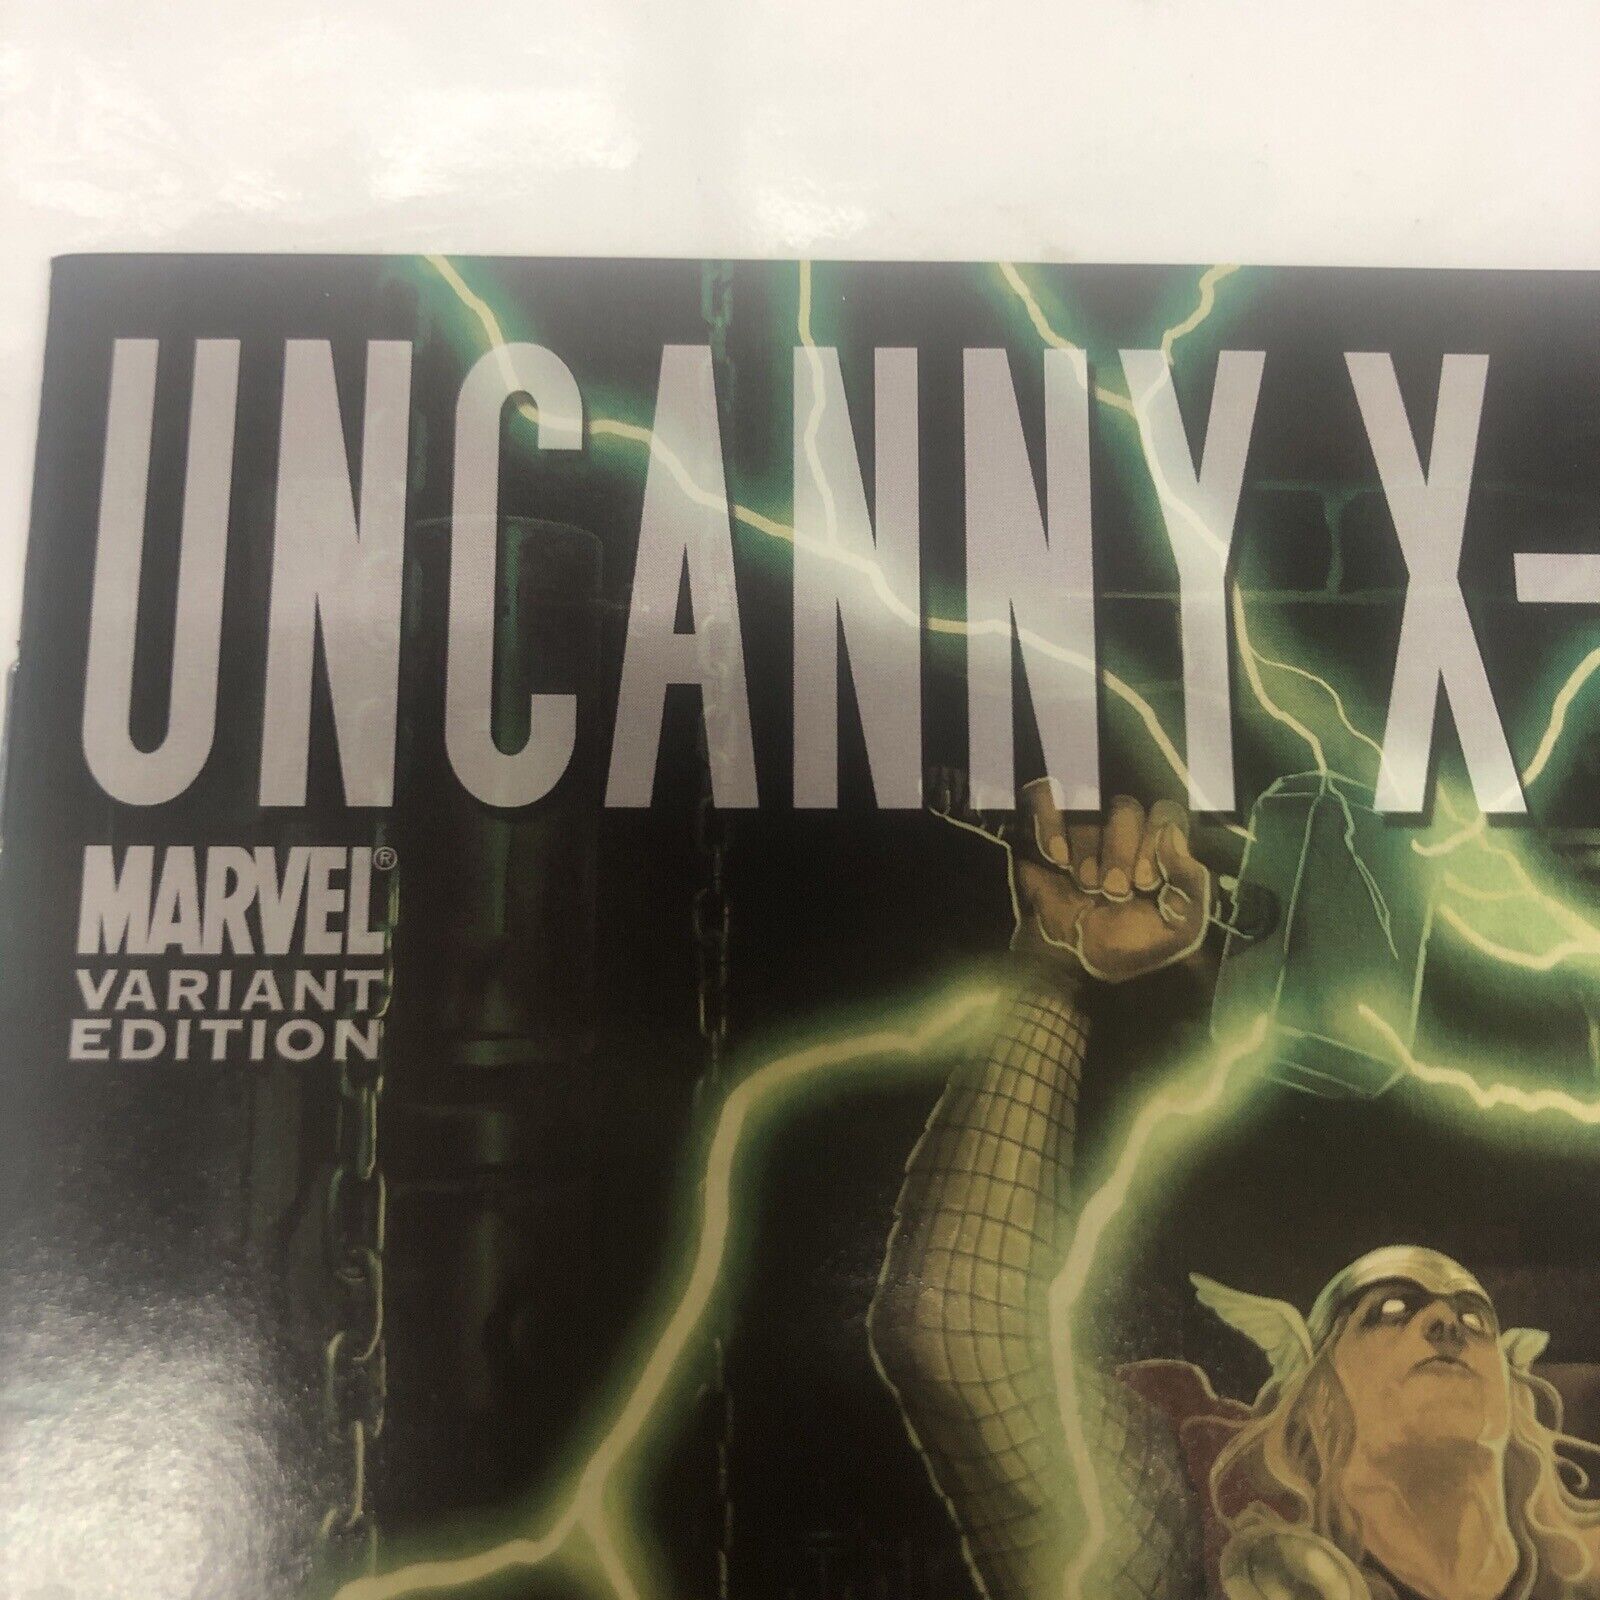 UNCANNY X-
MARVEL®
VARIANT
EDITION